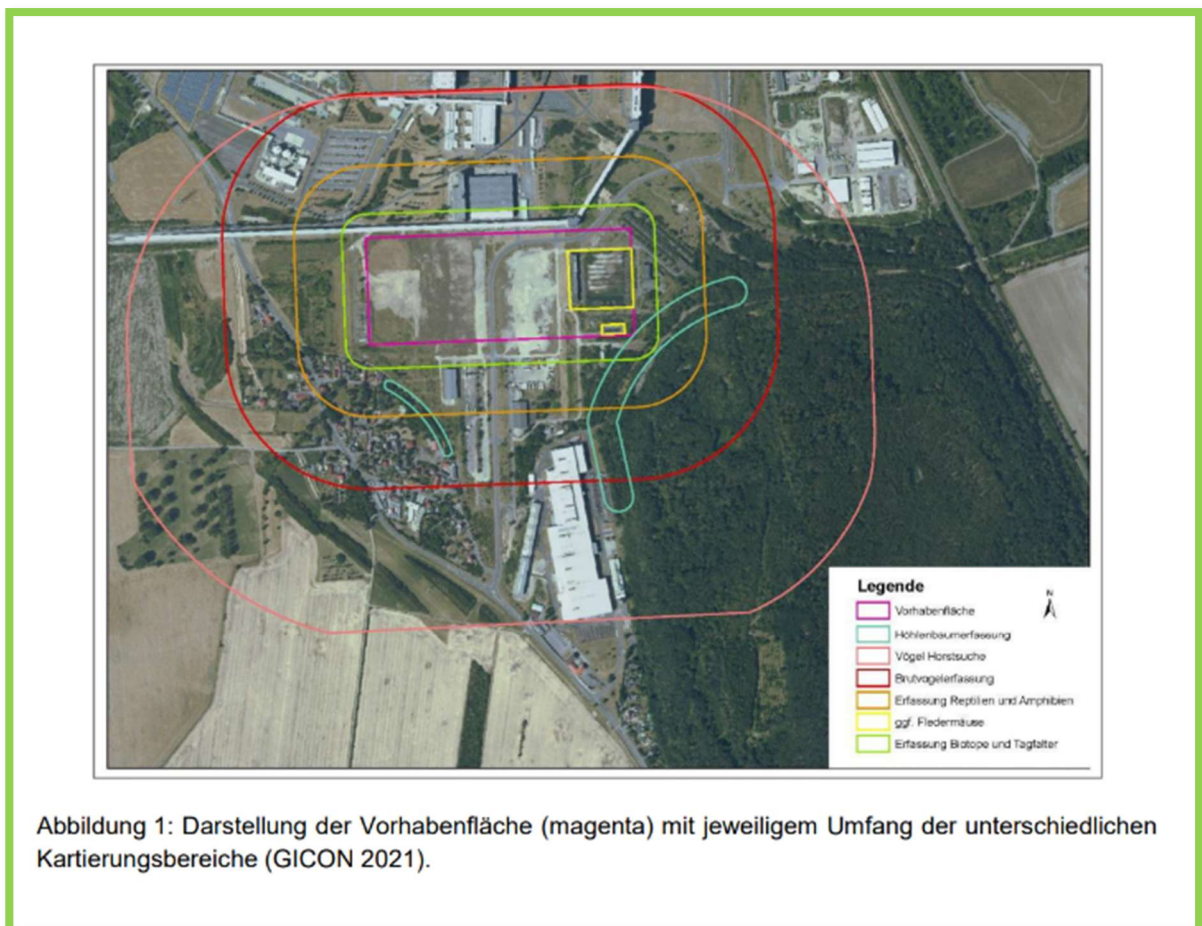 Legende
N
Vorhabenfläche
Höhlenbaumerfassung
Vögel Horstsuche
Brutvogelerfassung
Erfassung Reptilien und Amphibien
ggf. Fledermäuse
Erfassung Biotope und Tagfalter
Abbildung 1: Darstellung der Vorhabenfläche (magenta) mit jeweiligem Umfang der unterschiedlichen
Kartierungsbereiche (GICON 2021).